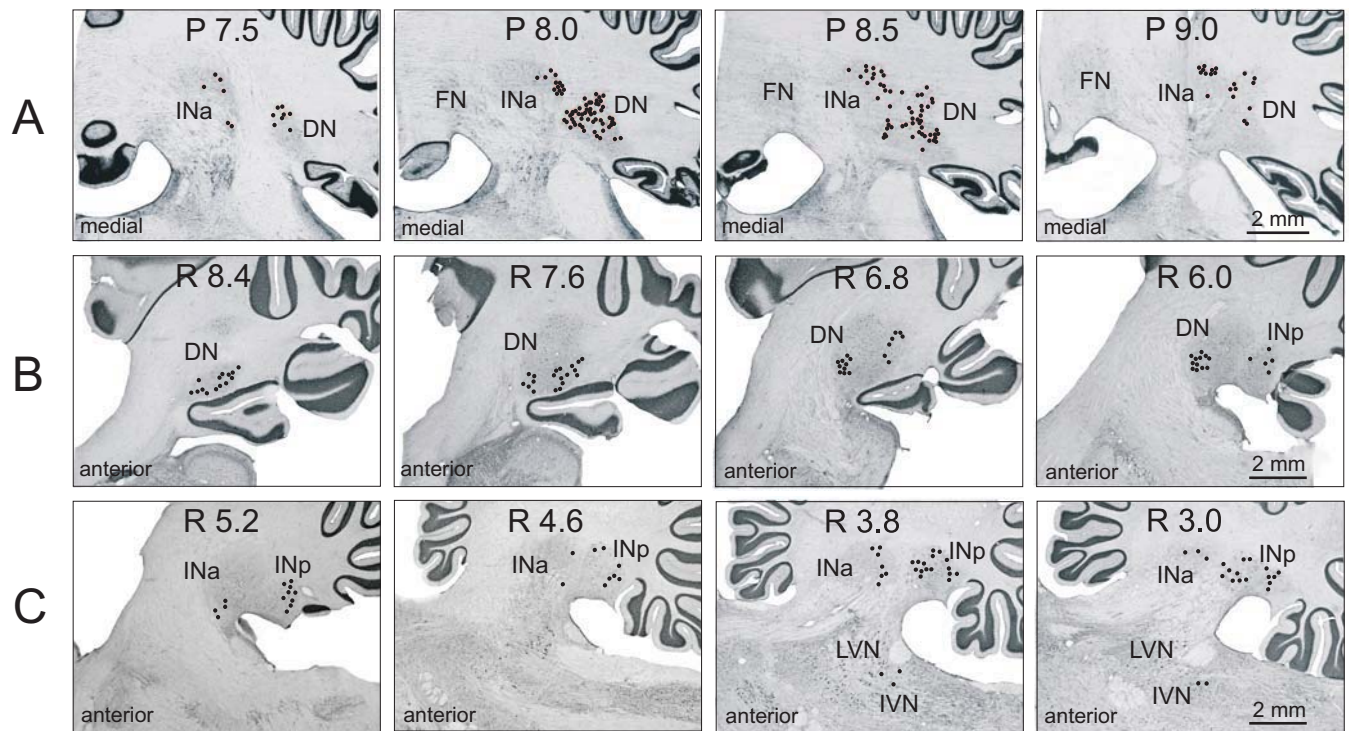 A
P 7.5
INa
DN
medial
P 8.0
FN
INa
DN
medial
P 8.5
FN
INa
DN
medial
P 9.0
FN
INa
DN
medial
2 mm
B
R 8.4
DN
anterior
R 7.6
DN
anterior
R 6.8
DN
anterior
R 6.0
DN
INp
anterior
2 mm
C
R 5.2
INa
INp
anterior
R 4.6
INa
INp
anterior
R 3.8
INa
INp
LVN
IVN
anterior
R 3.0
INa
INp
LVN
IVN
anterior
2 mm